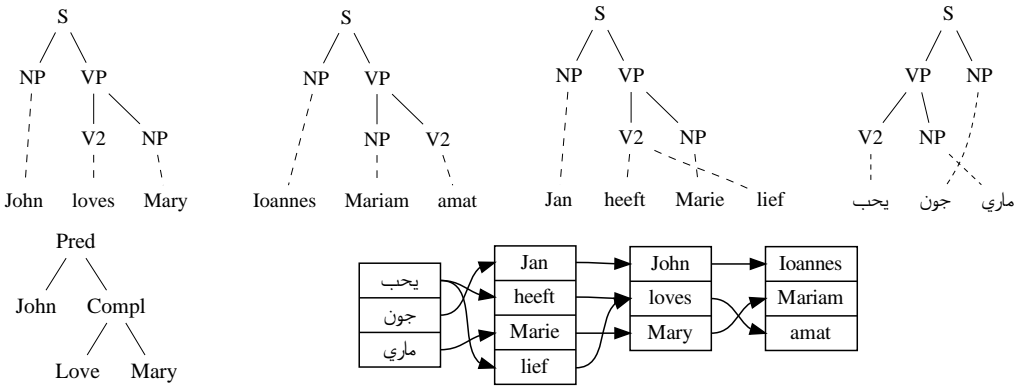 S S S S
NP VP NP VP NP VP VP NP
V2 NP NP V2 V2 NP V2 NP
John loves Mary Ioannes Mariam amat Jan heeft Marie lief يحب جون ماري
Pred
John Compl
Love Mary
يحب
جون
ماري
Jan
heeft
Marie
lief
John
loves
Mary
Ioannes
Mariam
amat